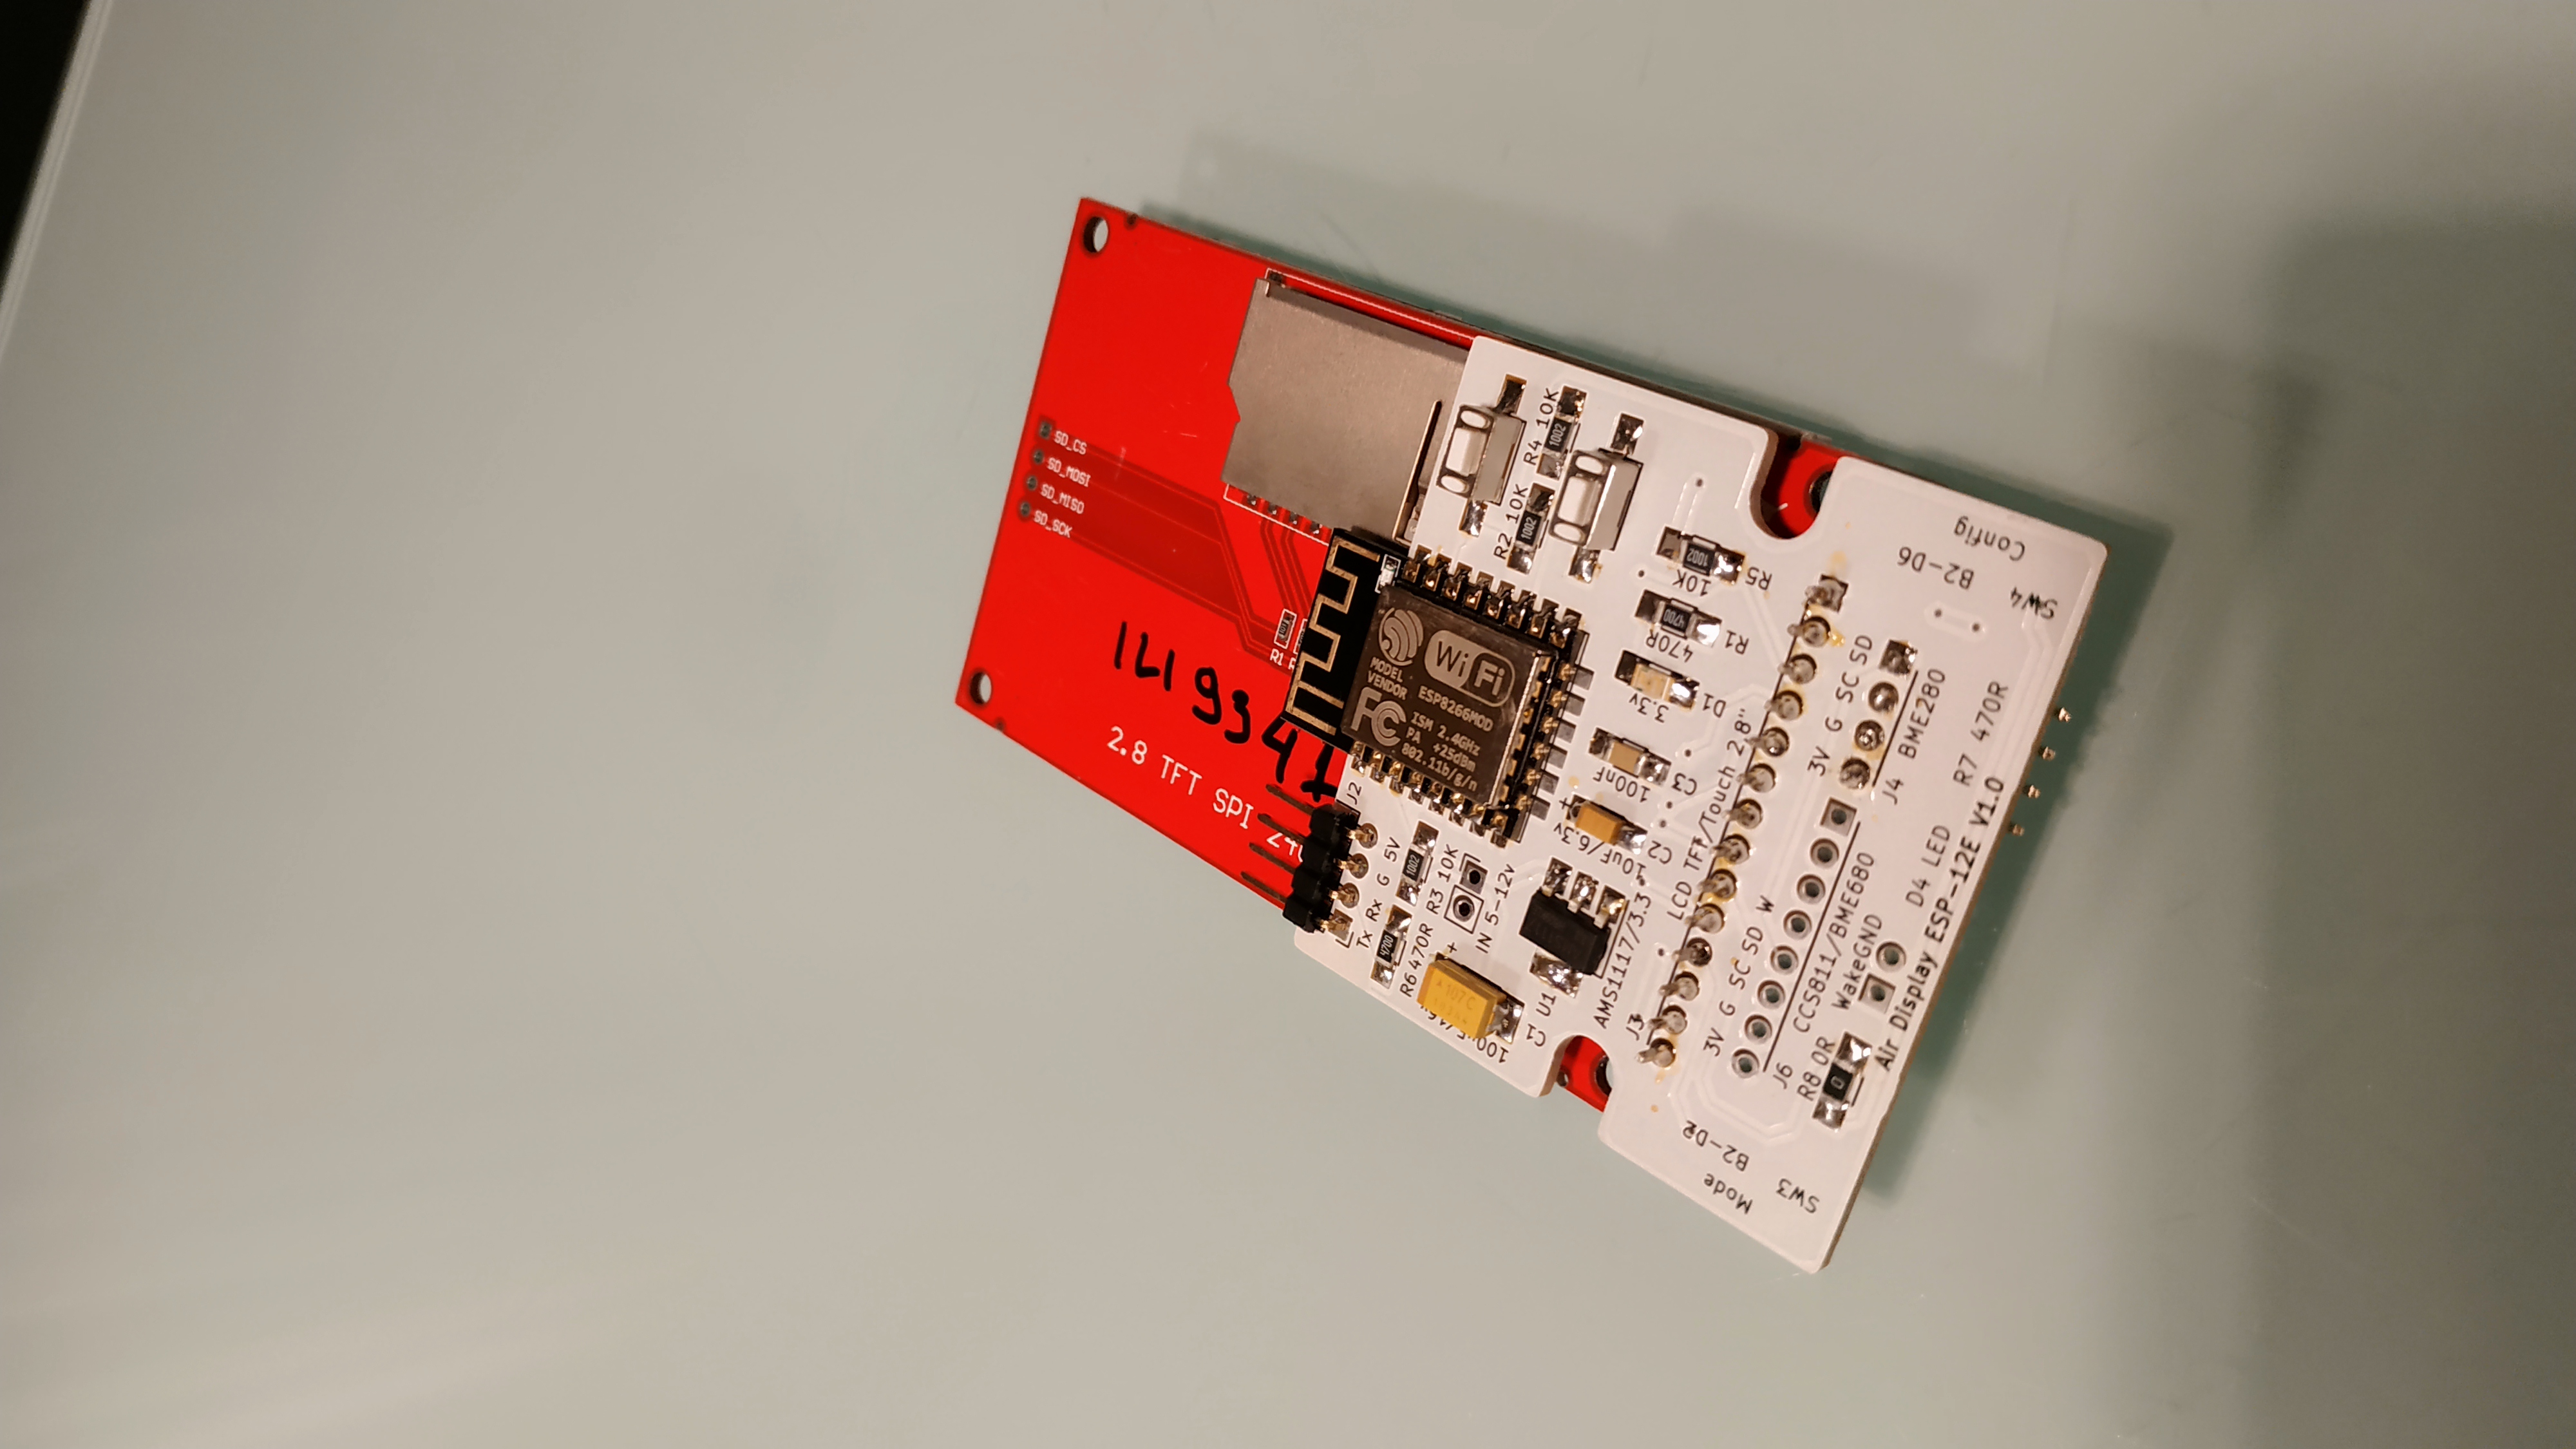 SD_SCK
SD_MISO
SD_MOSI
SD_CS
2.8 TFT SPI
ILI9341
R1
J2
Tx Rx G 5V
4700
1002
R6 470R
R3 10K
IN 5-12v
C1
U1
AMS1117/3.3
FC
MODEL
VENDOR
ESP8266MOD
WiFi
ISM 2.4GHz
PA +25dBm
802.11b/g/n
R2 10K
1002
R4 10K
1002
10uF/6.3v
C2
100nF
C3
3.3v
D1
470R
4700
R1
10K
1002
R5
J3
LCD TFT/Touch 2.8"
Mode
B2-D2
SW3
3V G SC SD W
J6
CCS811/BME680
R8 0R
0
WakeGND
3V G SC SD
J4
BME280
Air Display ESP-12E V1.0
D4 LED
R7 470R
B2-D6
Config
SW4